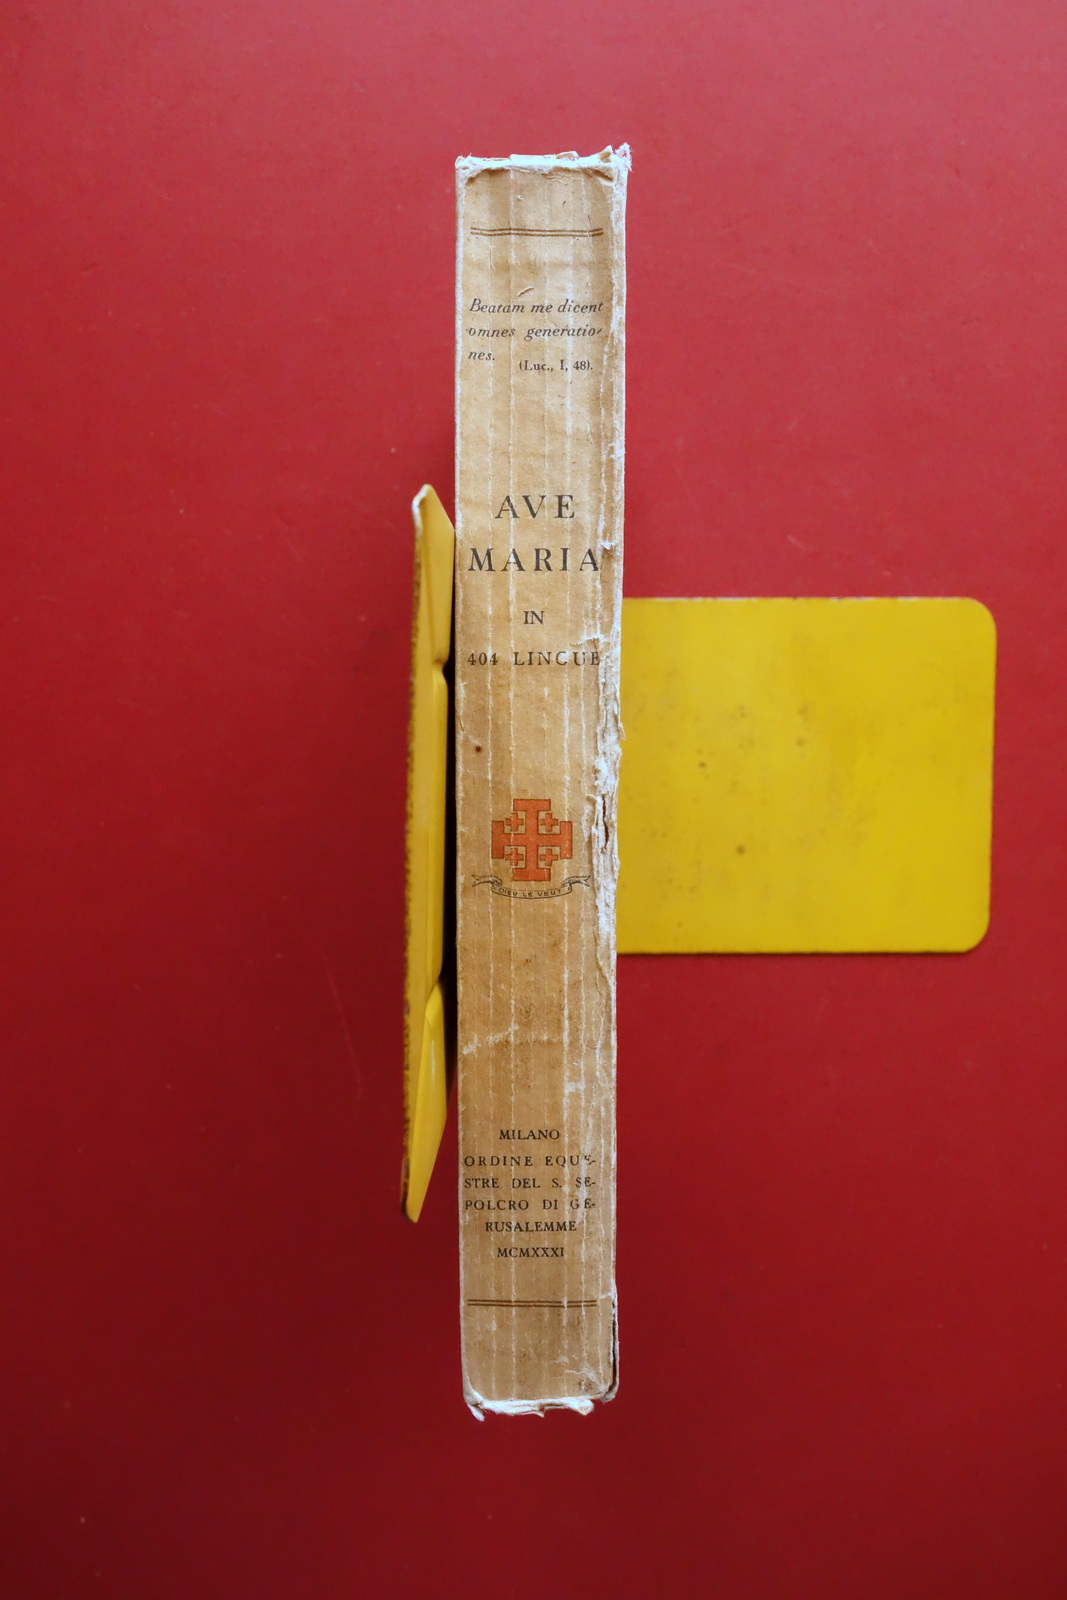 Beatam me dicent
omnes generatio-
nes.
(Luc., I, 48).
AVE
MARIA
IN
404 LINGUE
DIEU LE VEUT
MILANO
ORDINE EQUE-
STRE DEL S. SE-
POLCRO DI GE-
RUSALEMME
MCMXXXI